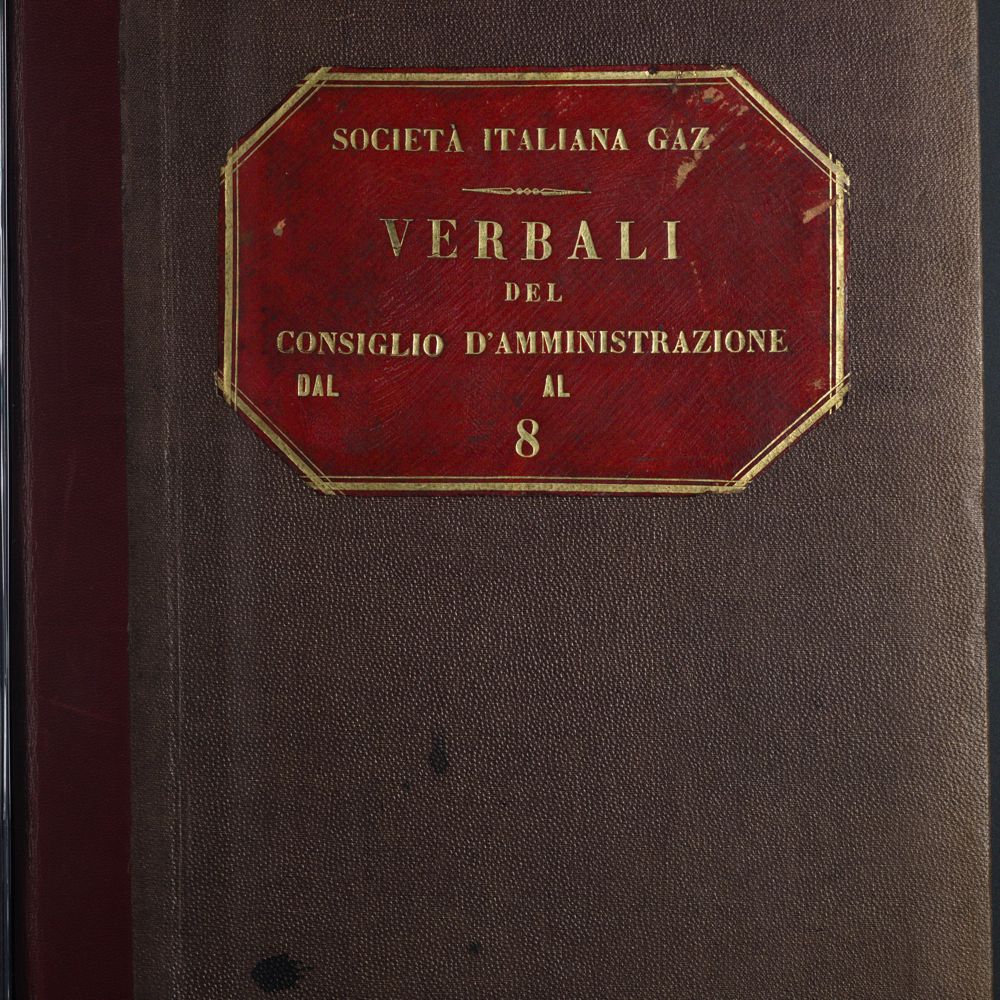 SOCIETÀ ITALIANA GAZ
VERBALI
DEL
CONSIGLIO D'AMMINISTRAZIONE
DAL AL
8